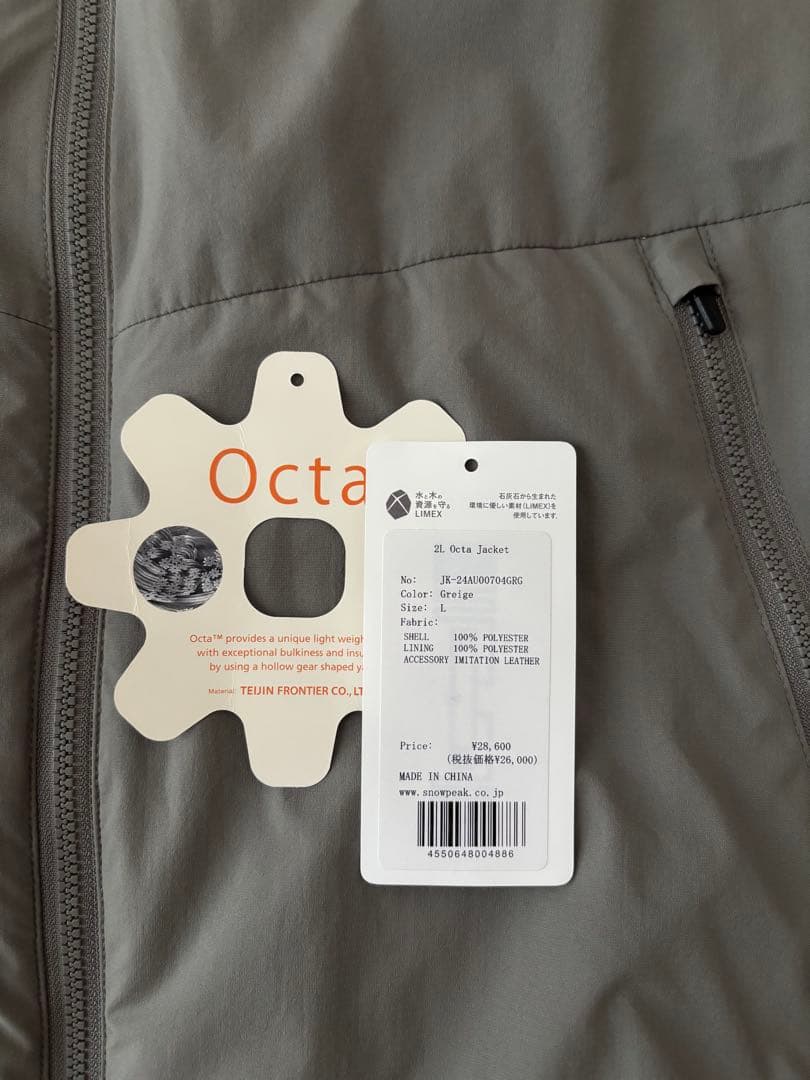 Octa
Octa™ provides a unique light weigh
with exceptional bulkiness and insu
by using a hollow gear shaped
Material: TEIJIN FRONTIER CO., LT
水と木の
資源を守る
LIMEX
石灰石から生まれた
環境に優しい素材(LIMEX)を
使用しています。
2L Octa Jacket
No: JK-24AU00704GRG
Color: Greige
Size: L
Fabric:
SHELL 100% POLYESTER
LINING 100% POLYESTER
ACCESSORY IMITATION LEATHER
Price: ¥28,600
(税抜価格¥26,000)
MADE IN CHINA
www.snowpeak.co.jp
4550648004886